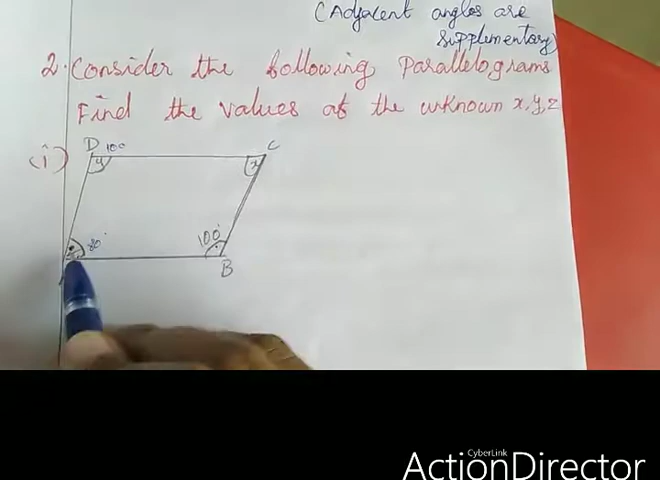 (Adjacent angles are
supplementary)
2. Consider the following Parallelograms
Find the values of the unknown x, y, z
(i)
D 100° C
y x
80° 100°
B
CyberLink
ActionDirector